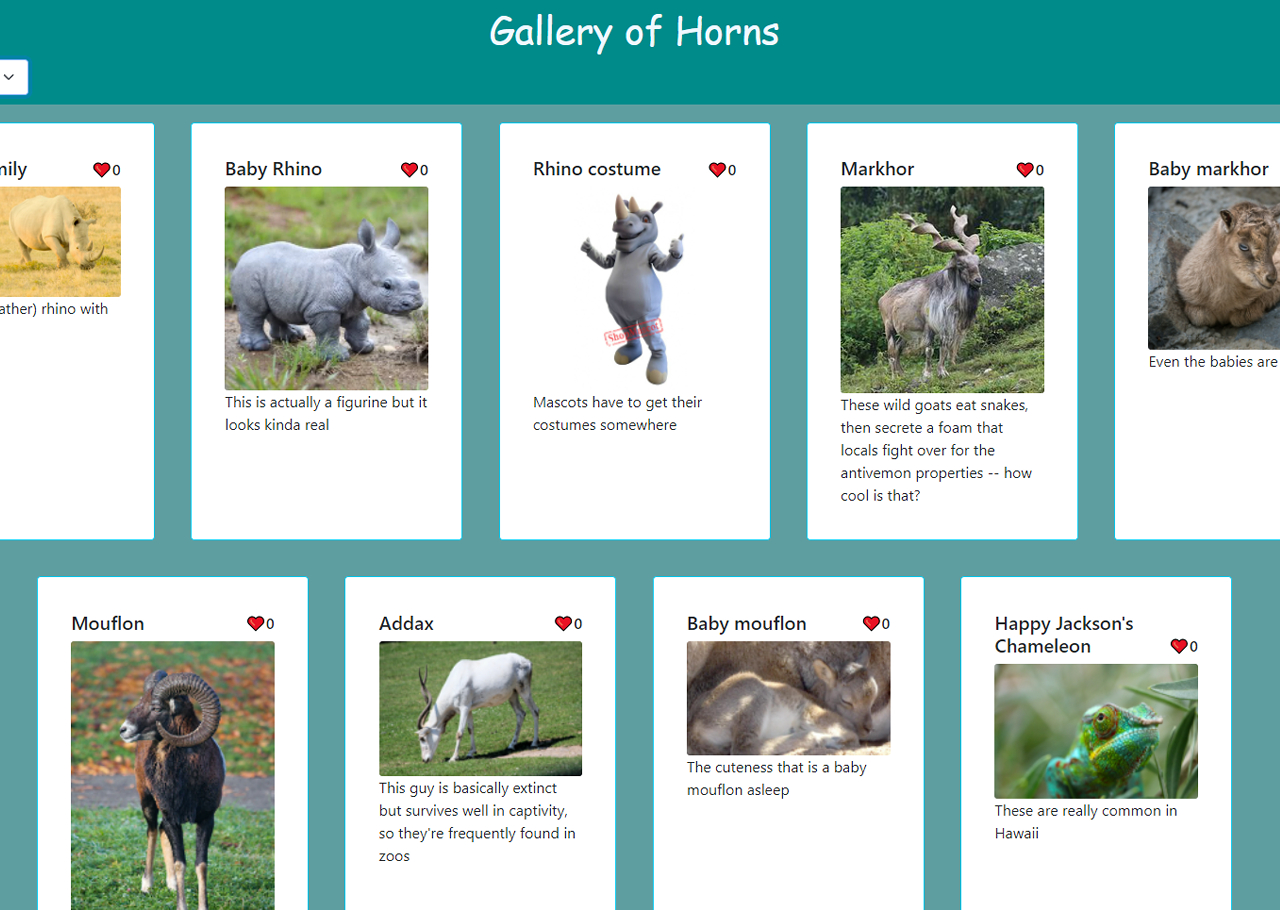 Gallery of Horns
mily 0
Baby Rhino 0
Rhino costume 0
Markhor 0
Baby markhor
ather) rhino with
This is actually a figurine but it
looks kinda real
Mascots have to get their
costumes somewhere
These wild goats eat snakes,
then secrete a foam that
locals fight over for the
antivemon properties -- how
cool is that?
Even the babies are
Mouflon 0
Addax 0
Baby mouflon 0
Happy Jackson's
Chameleon 0
This guy is basically extinct
but survives well in captivity,
so they're frequently found in
zoos
The cuteness that is a baby
mouflon asleep
These are really common in
Hawaii